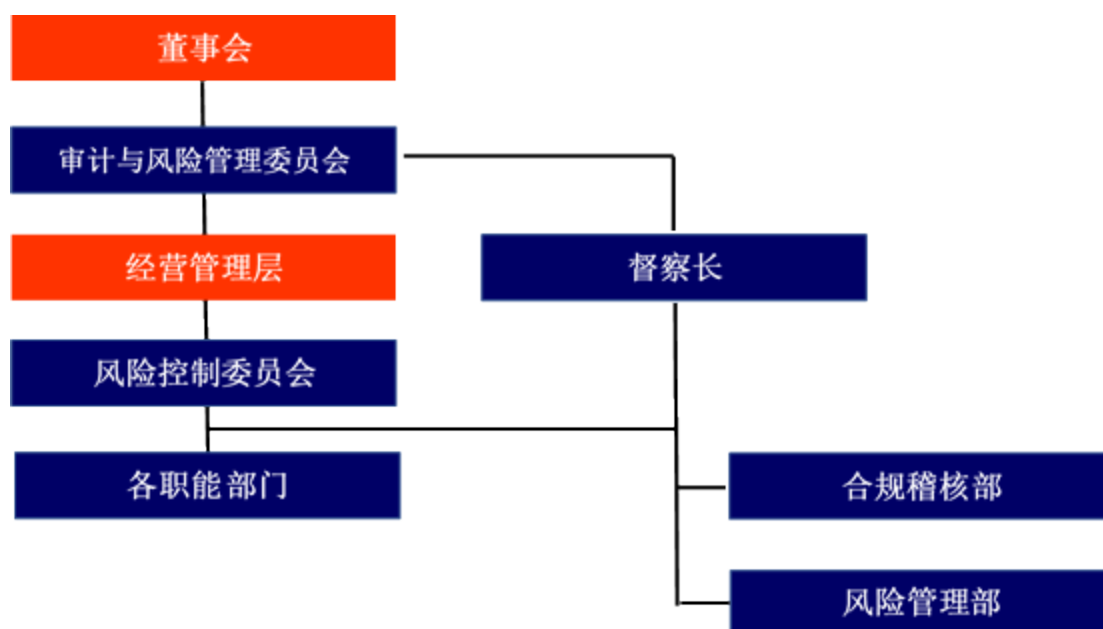 董事会
审计与风险管理委员会
经营管理层
督察长
风险控制委员会
各职能部门
合规稽核部
风险管理部